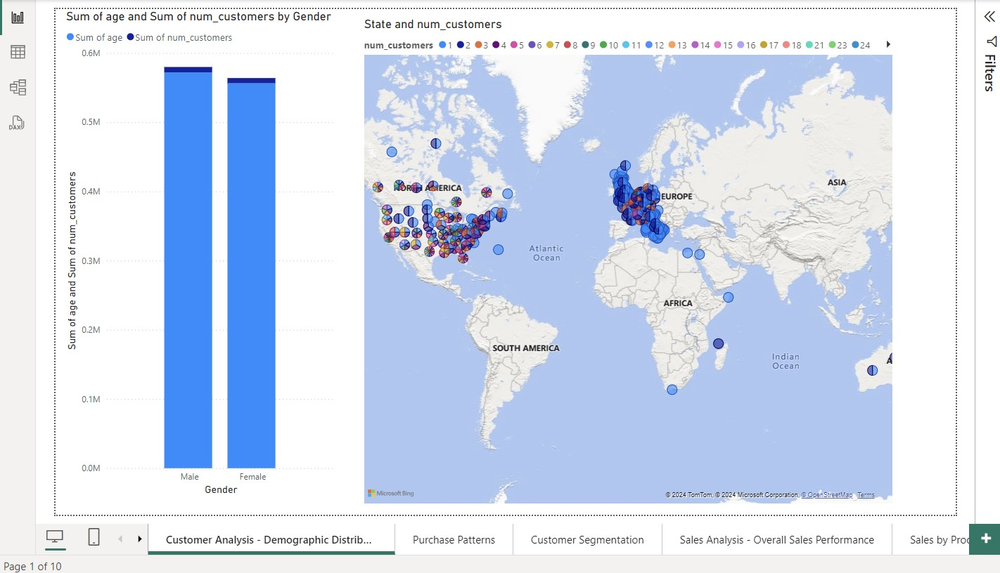 Sum of age and Sum of num_customers by Gender
Sum of age Sum of num_customers
0.6M
0.5M
0.4M
0.3M
0.2M
0.1M
0.0M
Sum of age and Sum of num_customers
Male Female
Gender
State and num_customers
num_customers 1 2 3 4 5 6 7 8 9 10 11 12 13 14 15 16 17 18 21 23 24
NORTH AMERICA
EUROPE
ASIA
Atlantic
Ocean
AFRICA
SOUTH AMERICA
Indian
Ocean
A
Microsoft Bing
© 2024 TomTom, © 2024 Microsoft Corporation, © OpenStreetMap Terms
Filters
DAX
Customer Analysis - Demographic Distrib... Purchase Patterns Customer Segmentation Sales Analysis - Overall Sales Performance Sales by Proc
Page 1 of 10